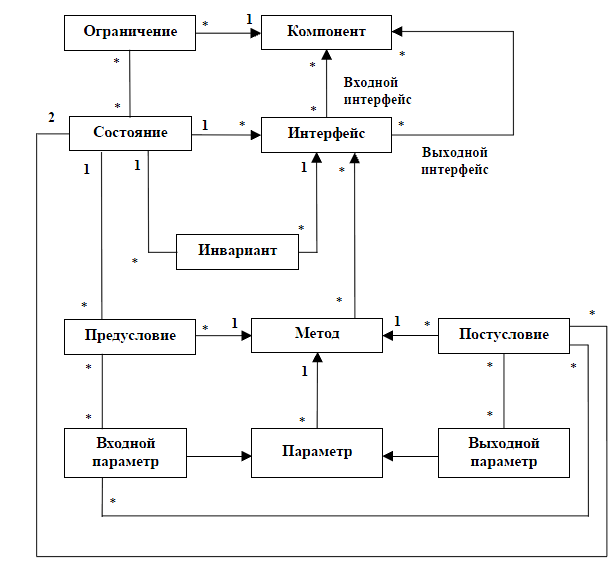 Ограничение
*
1
Компонент
*
*
*
Входной
интерфейс
*
*
2
Состояние
1
*
Интерфейс
*
Выходной
интерфейс
1
1
1
*
*
Инвариант
*
*
*
*
Предусловие
*
1
Метод
1
*
Постусловие
*
*
*
1
*
*
*
*
Входной
параметр
Параметр
Выходной
параметр
*